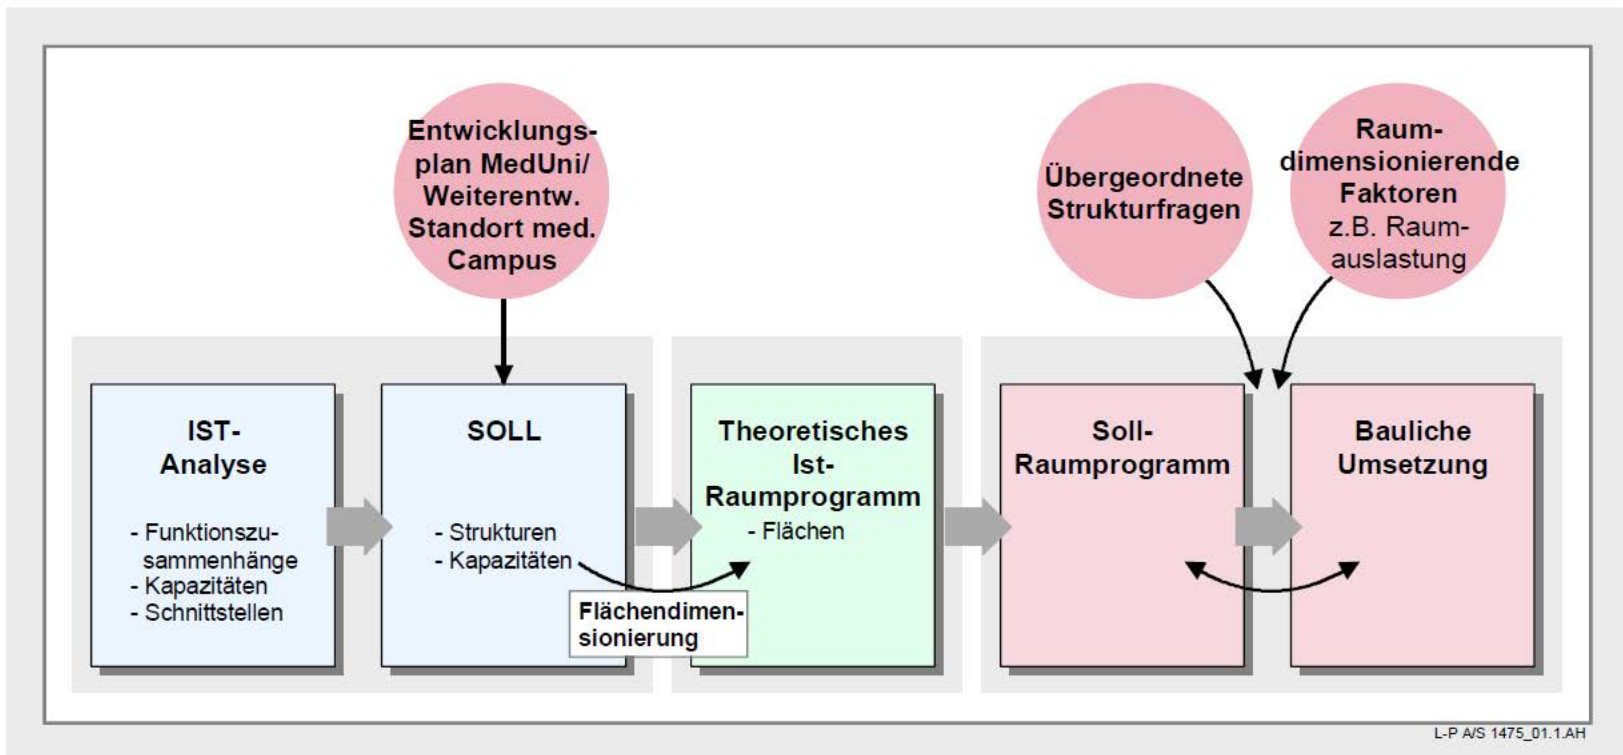 Entwicklungs-
plan MedUni/
Weiterentw.
Standort med.
Campus
Übergeordnete
Strukturfragen
Raum-
dimensionierende
Faktoren
z.B. Raum-
auslastung
IST-
Analyse
- Funktionszu-
sammenhänge
- Kapazitäten
- Schnittstellen
SOLL
- Strukturen
- Kapazitäten
Flächendimen-
sionierung
Theoretisches
Ist-
Raumprogramm
- Flächen
Soll-
Raumprogramm
Bauliche
Umsetzung
L-P A/S 1475_01.1.AH